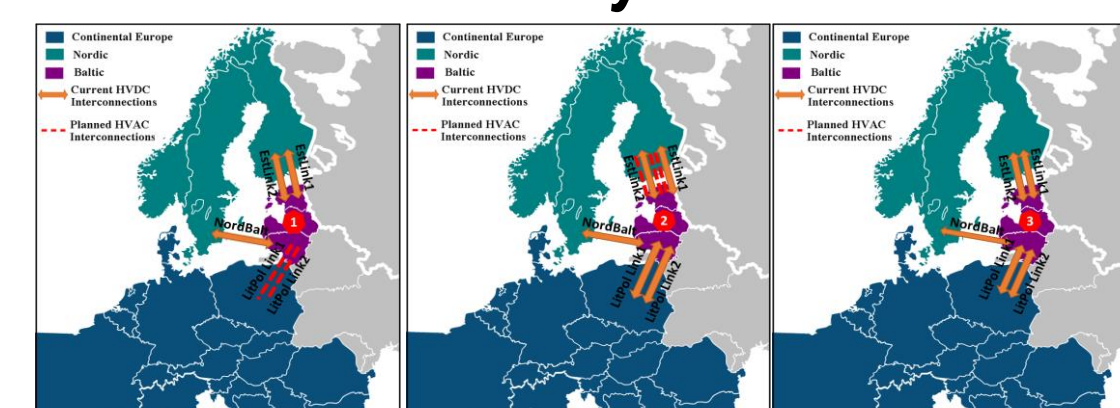 Continental Europe
Nordic
Baltic
Current HVDC
Interconnections
Planned HVAC
Interconnections
EstLink2
EstLink1
1
NordBalt
LitPol Link1
LitPol Link2
Continental Europe
Nordic
Baltic
Current HVDC
Interconnections
Planned HVAC
Interconnections
EstLink2
EstLink1
2
NordBalt
LitPol Link1
LitPol Link2
Continental Europe
Nordic
Baltic
Current HVDC
Interconnections
Planned HVAC
Interconnections
EstLink2
EstLink1
3
NordBalt
LitPol Link1
LitPol Link2